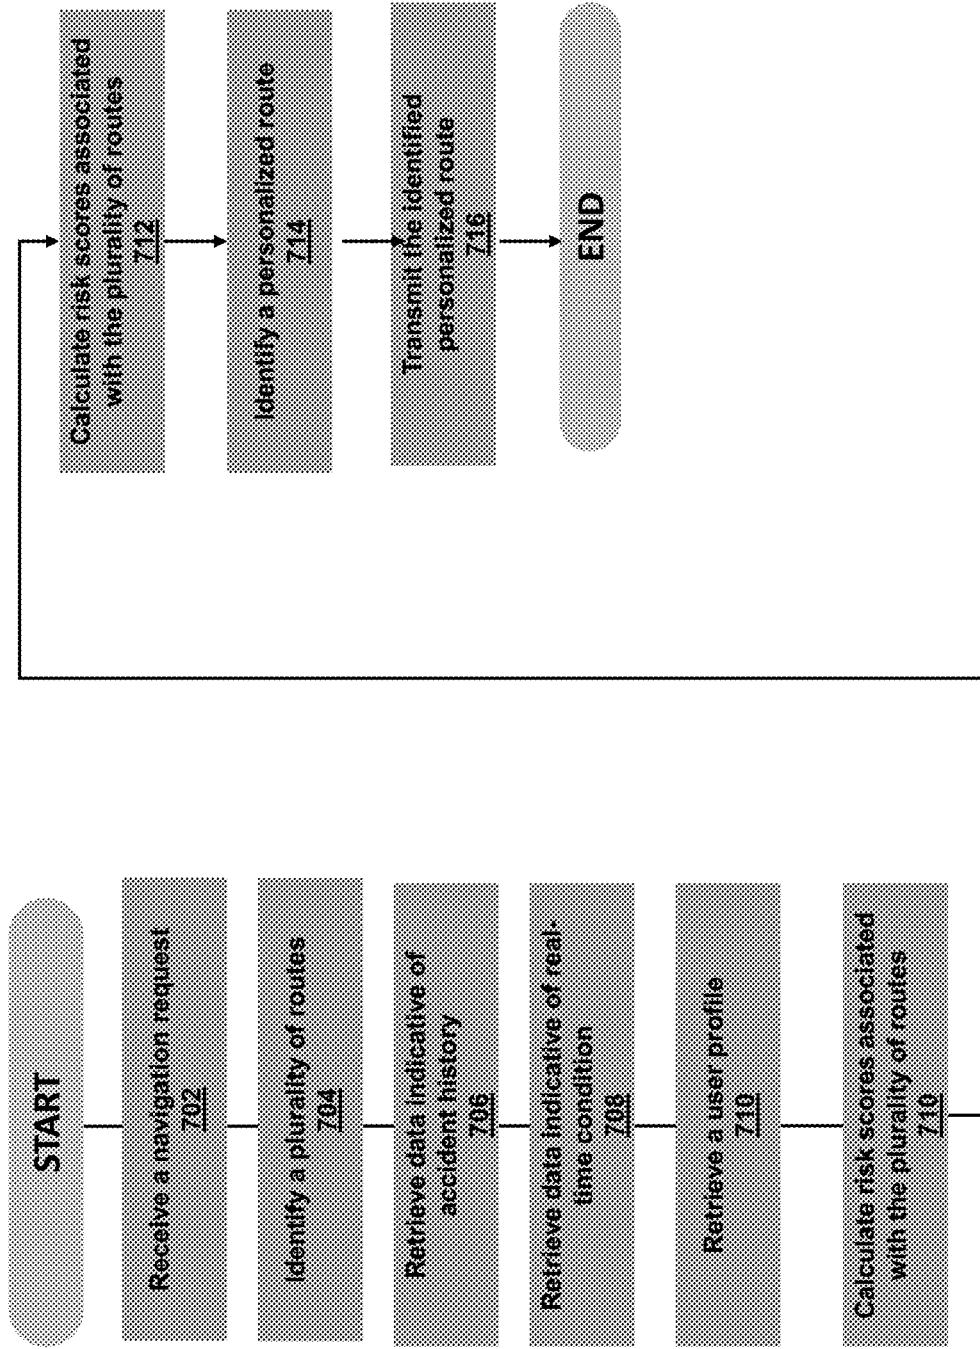 START
Receive a navigation request
702
Identify a plurality of routes
704
Retrieve data indicative of
accident history
706
Retrieve data indicative of real-
time condition
708
Retrieve a user profile
710
Calculate risk scores associated
with the plurality of routes
710
Calculate risk scores associated
with the plurality of routes
712
Identify a personalized route
714
Transmit the identified
personalized route
716
END